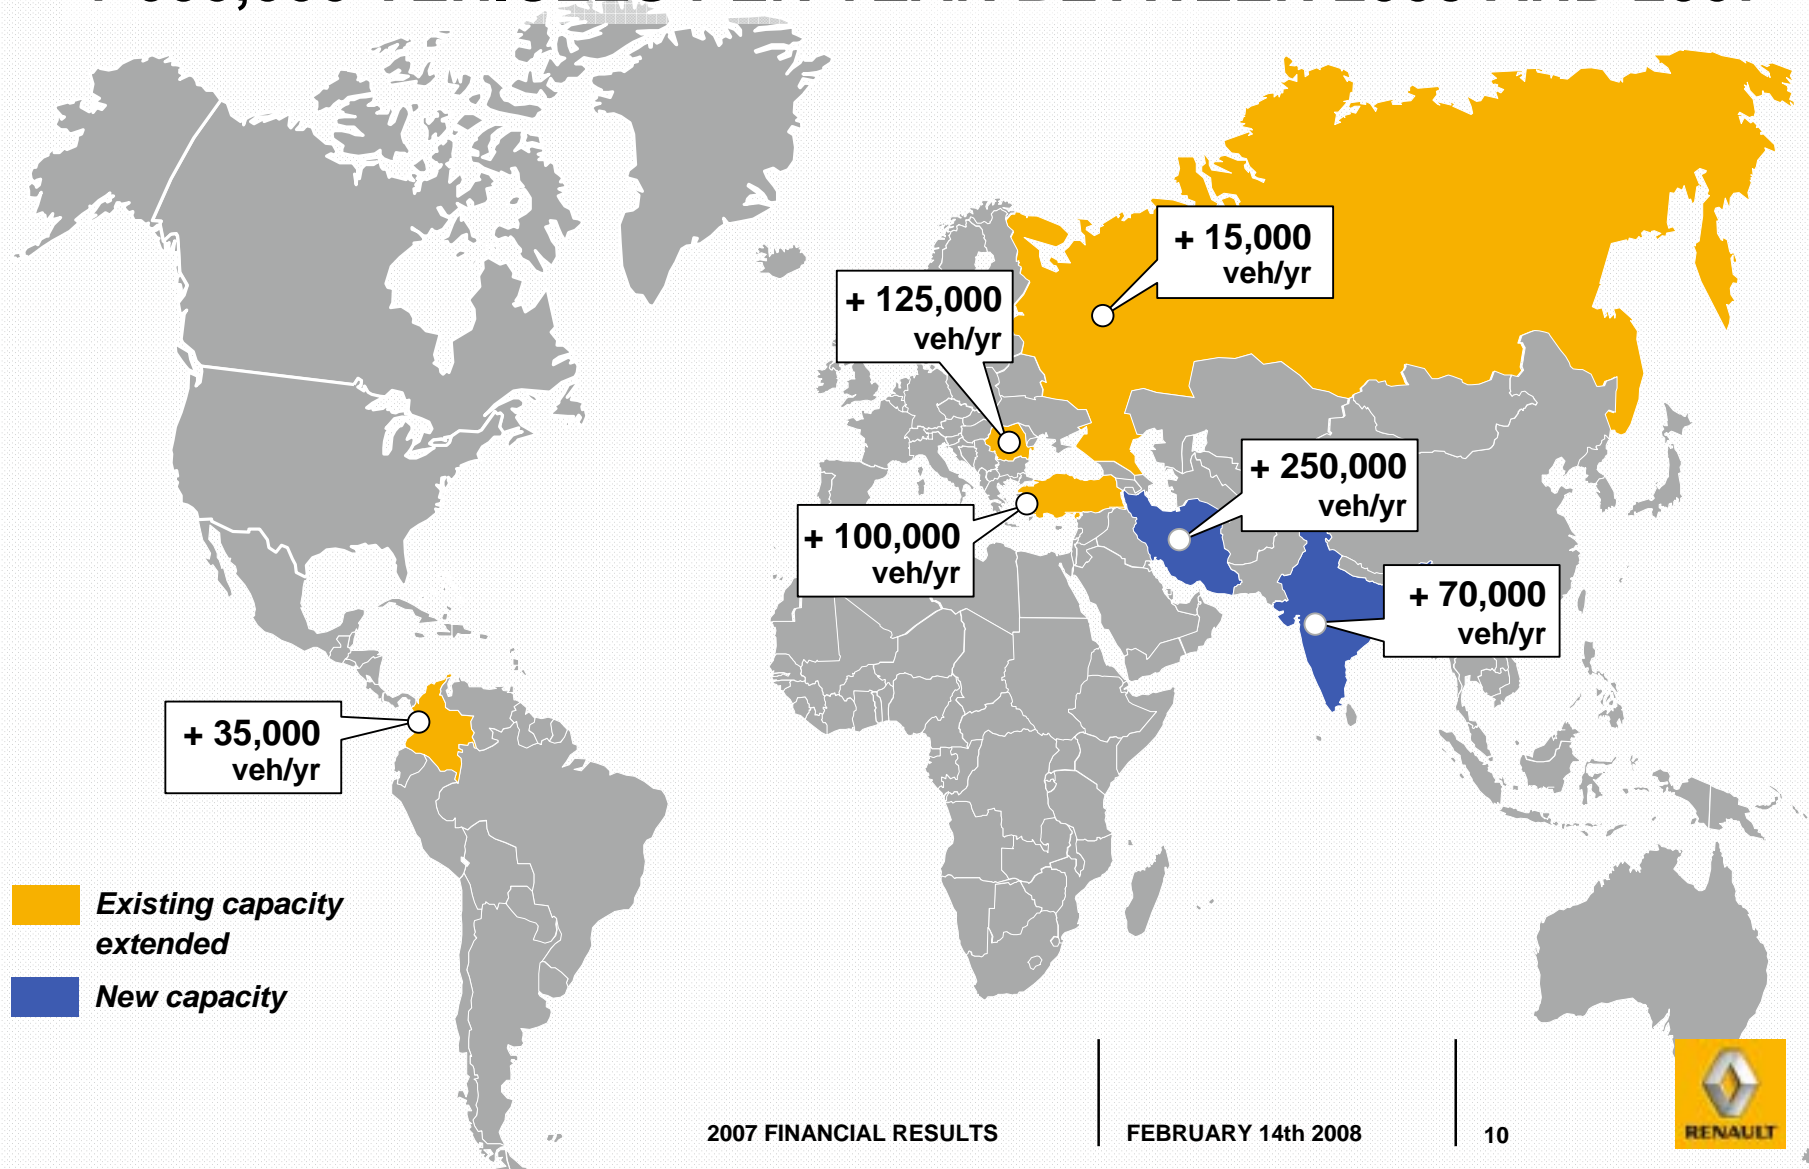 + 15,000
veh/yr
+ 125,000
veh/yr
+ 250,000
veh/yr
+ 100,000
veh/yr
+ 70,000
veh/yr
+ 35,000
veh/yr
Existing capacity
extended
New capacity
2007 FINANCIAL RESULTS
FEBRUARY 14th 2008
10
RENAULT